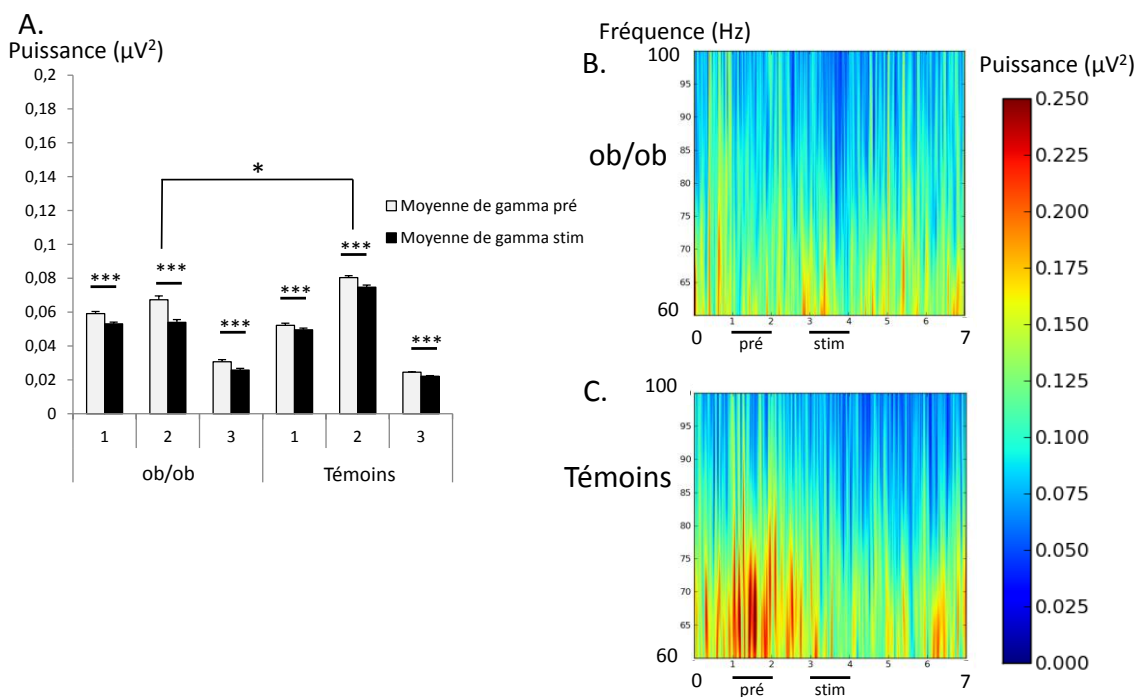 A.
Puissance (µV²)
0,2
0,18
0,16
0,14
0,12
0,1
0,08
0,06
0,04
0,02
0
*
*** *** *** *** *** ***
Moyenne de gamma pré
Moyenne de gamma stim
1 2 3 1 2 3
ob/ob Témoins
Fréquence (Hz)
B.
ob/ob
100
95
90
85
80
75
70
65
60
0 1 2 3 4 5 6 7
pré stim
C.
Témoins
100
95
90
85
80
75
70
65
60
0 1 2 3 4 5 6 7
pré stim
Puissance (µV²)
0.250
0.225
0.200
0.175
0.150
0.125
0.100
0.075
0.050
0.025
0.000